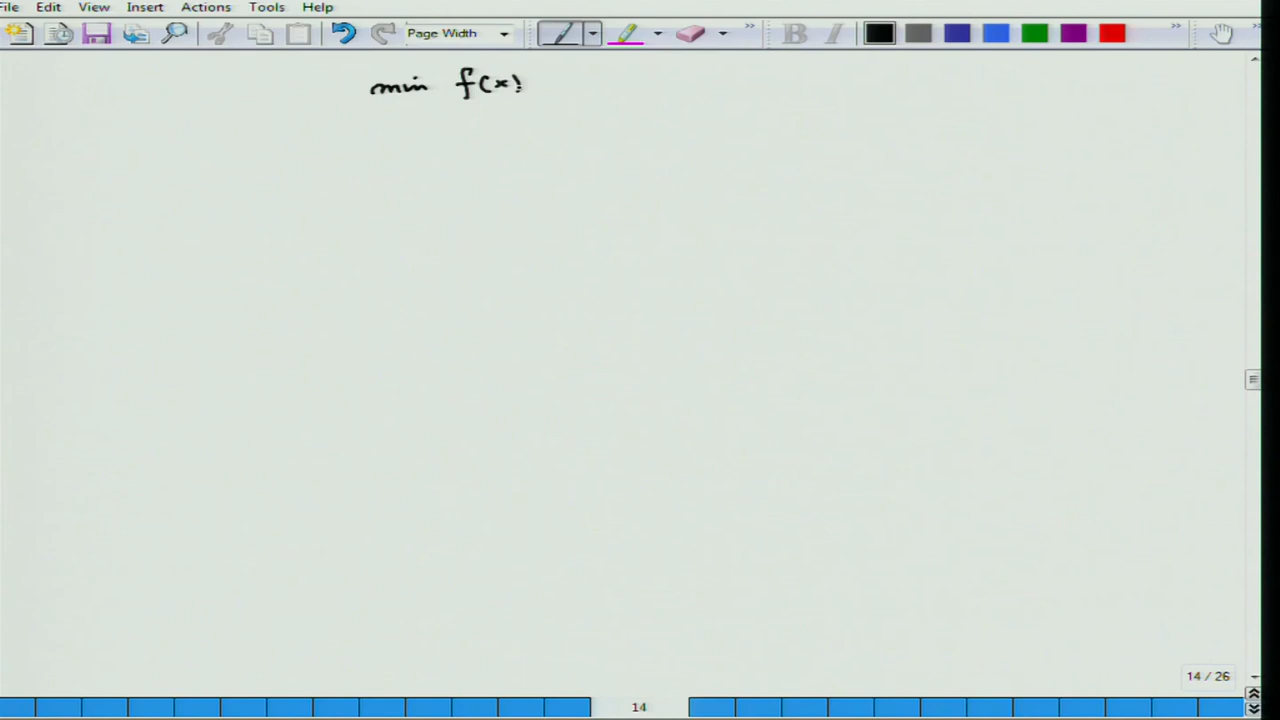 File Edit View Insert Actions Tools Help
Page Width
B I
min f(x)
14 / 26
14